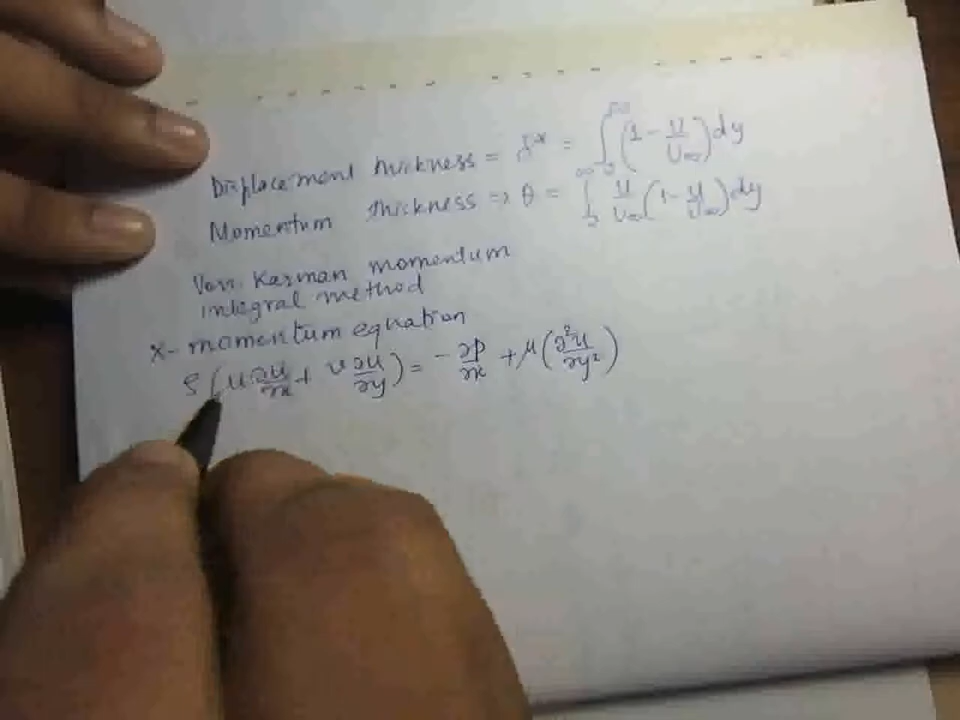 Displacement thickness = δ* = ∫₀^∞ (1 - u/U∞) dy
Momentum thickness => θ = ∫₀^∞ u/U∞ (1 - u/U∞) dy
Von Karman momentum
integral method
x- momentum equation
ρ(u ∂u/∂x + v ∂u/∂y) = - ∂p/∂x + μ(∂²u/∂y²)